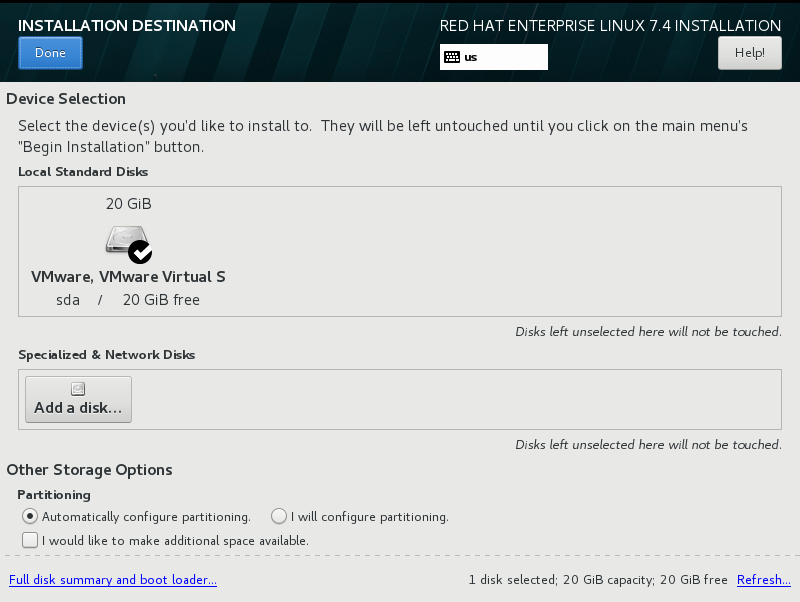 INSTALLATION DESTINATION
RED HAT ENTERPRISE LINUX 7.4 INSTALLATION
Done
us
Help!
Device Selection
Select the device(s) you'd like to install to.  They will be left untouched until you click on the main menu's
"Begin Installation" button.
Local Standard Disks
20 GiB
VMware, VMware Virtual S
sda / 20 GiB free
Disks left unselected here will not be touched.
Specialized & Network Disks
Add a disk...
Disks left unselected here will not be touched.
Other Storage Options
Partitioning
Automatically configure partitioning. I will configure partitioning.
I would like to make additional space available.
Full disk summary and boot loader... 1 disk selected; 20 GiB capacity; 20 GiB free Refresh...